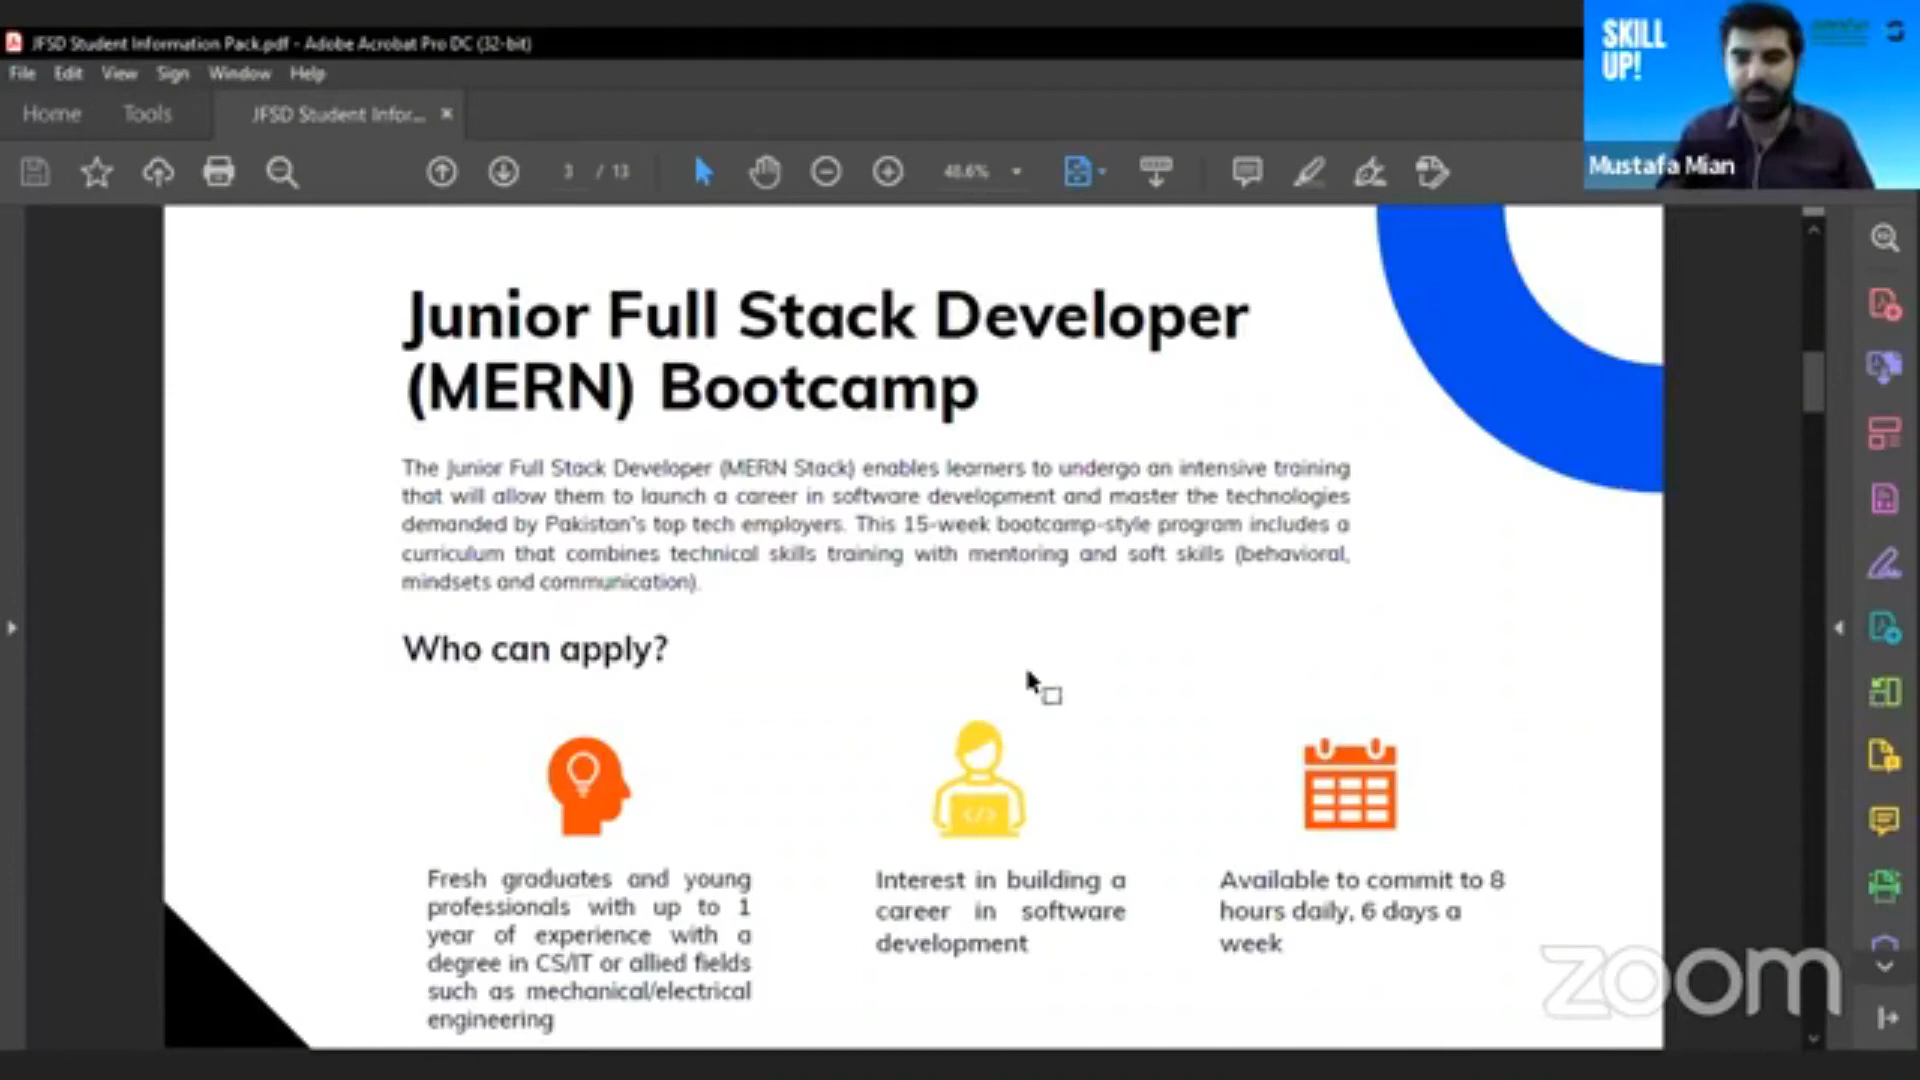 JFSD Student Information Pack.pdf - Adobe Acrobat Pro DC (32-bit)
File Edit View Sign Window Help
Home Tools JFSD Student Infor... ×
3 / 13 48.6%
SKILL
UP!
Mustafa Mian
Junior Full Stack Developer
(MERN) Bootcamp
The Junior Full Stack Developer (MERN Stack) enables learners to undergo an intensive training
that will allow them to launch a career in software development and master the technologies
demanded by Pakistan's top tech employers. This 15-week bootcamp-style program includes a
curriculum that combines technical skills training with mentoring and soft skills (behavioral,
mindsets and communication).
Who can apply?
</>
Fresh graduates and young
professionals with up to 1
year of experience with a
degree in CS/IT or allied fields
such as mechanical/electrical
engineering
Interest in building a
career in software
development
Available to commit to 8
hours daily, 6 days a
week
zoom